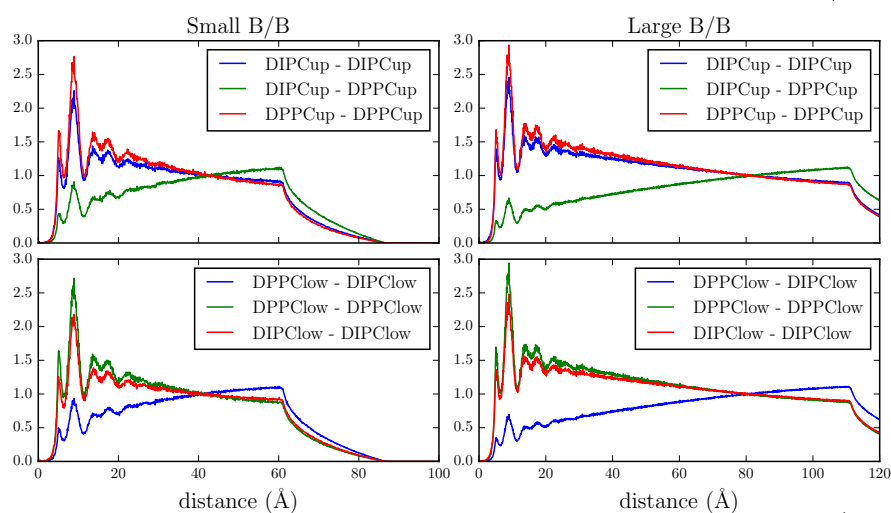 Small B/B
Large B/B
3.0
2.5
2.0
1.5
1.0
0.5
0.0
DIPCup - DIPCup
DIPCup - DPPCup
DPPCup - DPPCup
3.0
2.5
2.0
1.5
1.0
0.5
0.0
DIPCup - DIPCup
DIPCup - DPPCup
DPPCup - DPPCup
3.0
2.5
2.0
1.5
1.0
0.5
0.0
DPPClow - DIPClow
DPPClow - DPPClow
DIPClow - DIPClow
0 20 40 60 80 100
distance (Å)
3.0
2.5
2.0
1.5
1.0
0.5
0.0
DPPClow - DIPClow
DPPClow - DPPClow
DIPClow - DIPClow
0 20 40 60 80 100 120
distance (Å)